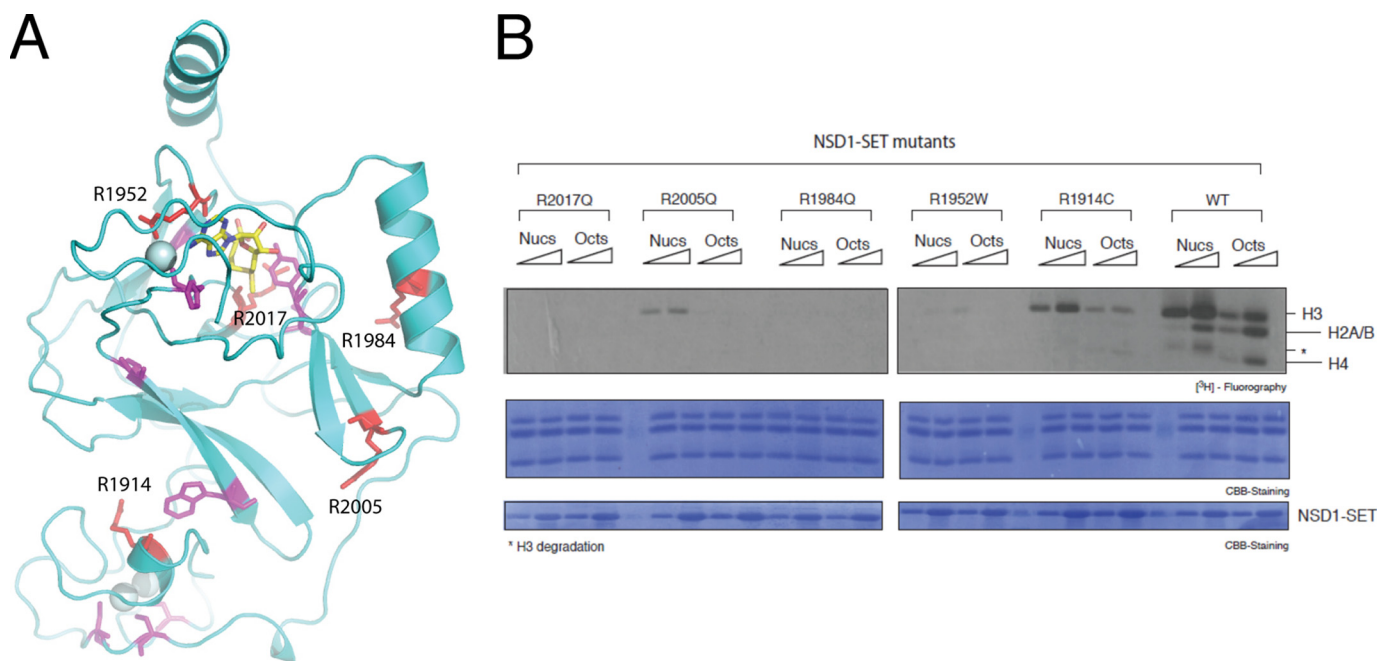 A
B
R1952
R2017
R1984
R1914
R2005
NSD1-SET mutants
R2017Q R2005Q R1984Q R1952W R1914C WT
Nucs Octs Nucs Octs Nucs Octs Nucs Octs Nucs Octs Nucs Octs
H3
H2A/B
*
H4
[³H] - Fluorography
CBB-Staining
NSD1-SET
* H3 degradation
CBB-Staining